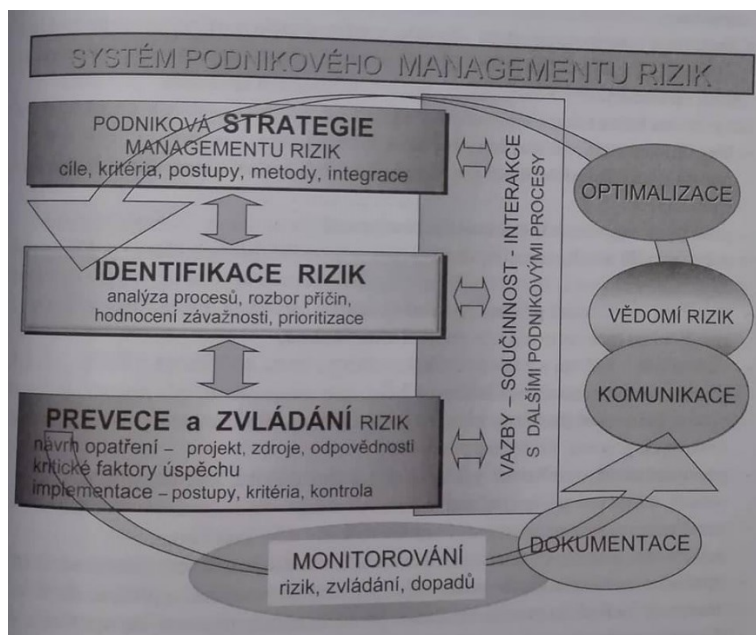 SYSTÉM PODNIKOVÉHO MANAGEMENTU RIZIK
PODNIKOVÁ STRATEGIE
MANAGEMENTU RIZIK
cíle, kritéria, postupy, metody, integrace
IDENTIFIKACE RIZIK
analýza procesů, rozbor příčin,
hodnocení závažnosti, prioritizace
PREVECE a ZVLÁDÁNÍ RIZIK
návrh opatření – projekt, zdroje, odpovědnosti
kritické faktory úspěchu
implementace – postupy, kritéria, kontrola
VAZBY – SOUČINNOST - INTERAKCE
S DALŠÍMI PODNIKOVÝMI PROCESY
OPTIMALIZACE
VĚDOMÍ RIZIK
KOMUNIKACE
DOKUMENTACE
MONITOROVÁNÍ
rizik, zvládání, dopadů